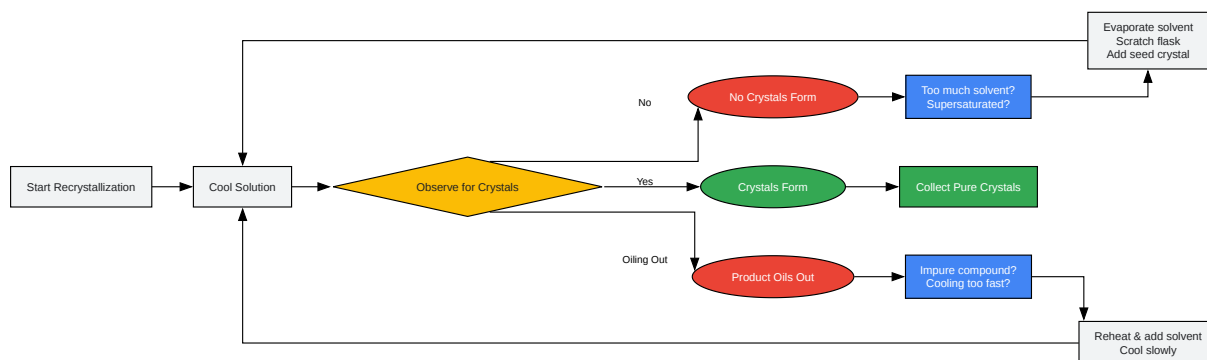 Evaporate solvent
Scratch flask
Add seed crystal
No
No Crystals Form
Too much solvent?
Supersaturated?
Start Recrystallization
Cool Solution
Observe for Crystals
Yes
Crystals Form
Collect Pure Crystals
Oiling Out
Product Oils Out
Impure compound?
Cooling too fast?
Reheat & add solvent
Cool slowly